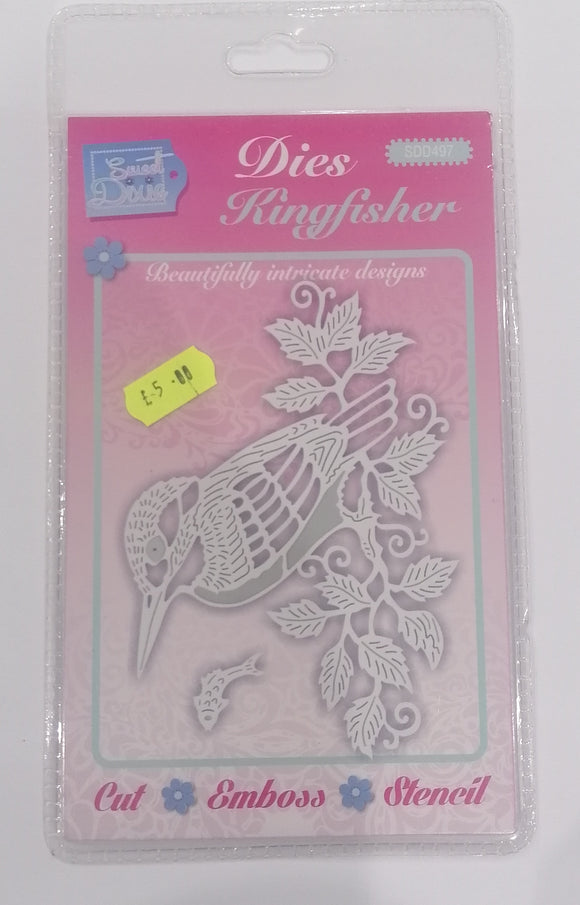 Sweet
Dixie
Dies
SDD497
Kingfisher
Beautifully intricate designs
£5.00
Cut Emboss Stencil